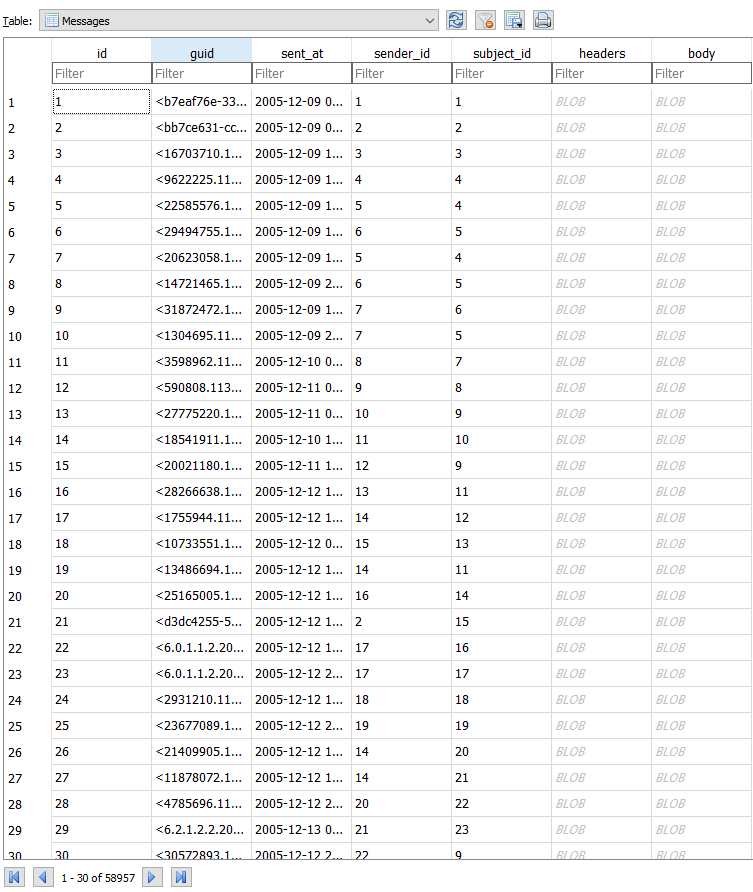 Table: Messages
id guid sent_at sender_id subject_id headers body
Filter Filter Filter Filter Filter Filter Filter
1 1 <b7eaf76e-33... 2005-12-09 0... 1 1 BLOB BLOB
2 2 <bb7ce631-cc... 2005-12-09 0... 2 2 BLOB BLOB
3 3 <16703710.1... 2005-12-09 1... 3 3 BLOB BLOB
4 4 <9622225.11... 2005-12-09 1... 4 4 BLOB BLOB
5 5 <22585576.1... 2005-12-09 1... 5 4 BLOB BLOB
6 6 <29494755.1... 2005-12-09 1... 6 5 BLOB BLOB
7 7 <20623058.1... 2005-12-09 1... 5 4 BLOB BLOB
8 8 <14721465.1... 2005-12-09 2... 6 5 BLOB BLOB
9 9 <31872472.1... 2005-12-09 1... 7 6 BLOB BLOB
10 10 <1304695.11... 2005-12-09 2... 7 5 BLOB BLOB
11 11 <3598962.11... 2005-12-10 0... 8 7 BLOB BLOB
12 12 <590808.113... 2005-12-11 0... 9 8 BLOB BLOB
13 13 <27775220.1... 2005-12-11 0... 10 9 BLOB BLOB
14 14 <18541911.1... 2005-12-10 1... 11 10 BLOB BLOB
15 15 <20021180.1... 2005-12-11 1... 12 9 BLOB BLOB
16 16 <28266638.1... 2005-12-12 1... 13 11 BLOB BLOB
17 17 <1755944.11... 2005-12-12 1... 14 12 BLOB BLOB
18 18 <10733551.1... 2005-12-12 0... 15 13 BLOB BLOB
19 19 <13486694.1... 2005-12-12 1... 14 11 BLOB BLOB
20 20 <25165005.1... 2005-12-12 1... 16 14 BLOB BLOB
21 21 <d3dc4255-5... 2005-12-12 1... 2 15 BLOB BLOB
22 22 <6.0.1.1.2.20... 2005-12-12 1... 17 16 BLOB BLOB
23 23 <6.0.1.1.2.20... 2005-12-12 2... 17 17 BLOB BLOB
24 24 <2931210.11... 2005-12-12 1... 18 18 BLOB BLOB
25 25 <23677089.1... 2005-12-12 2... 19 19 BLOB BLOB
26 26 <21409905.1... 2005-12-12 1... 14 20 BLOB BLOB
27 27 <11878072.1... 2005-12-12 1... 14 21 BLOB BLOB
28 28 <4785696.11... 2005-12-12 2... 20 22 BLOB BLOB
29 29 <6.2.1.2.2.20... 2005-12-13 0... 21 23 BLOB BLOB
30 30 <30572893.1... 2005-12-12 2... 22 9 BLOB BLOB
1 - 30 of 58957